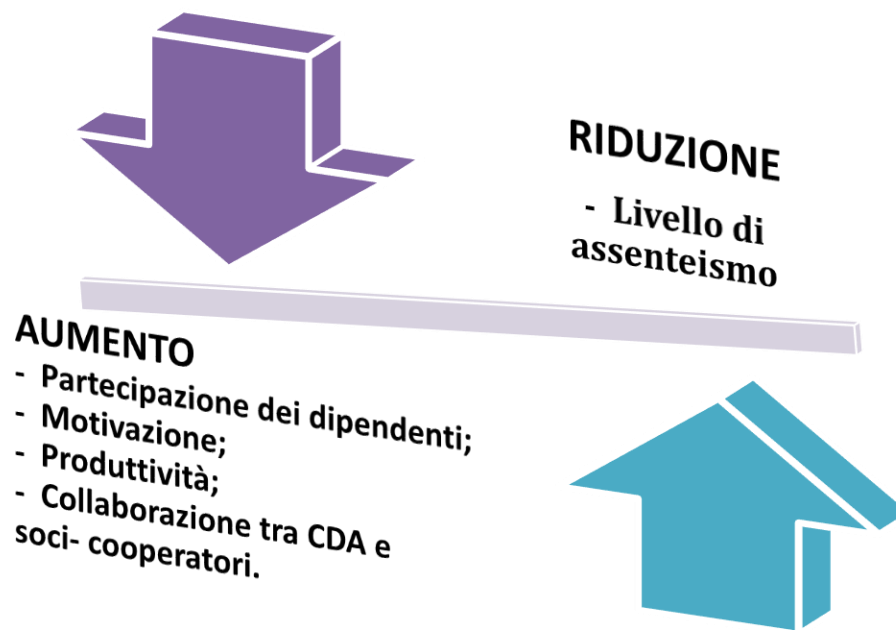 RIDUZIONE
- Livello di
assenteismo
AUMENTO
- Partecipazione dei dipendenti;
- Motivazione;
- Produttività;
- Collaborazione tra CDA e
soci- cooperatori.